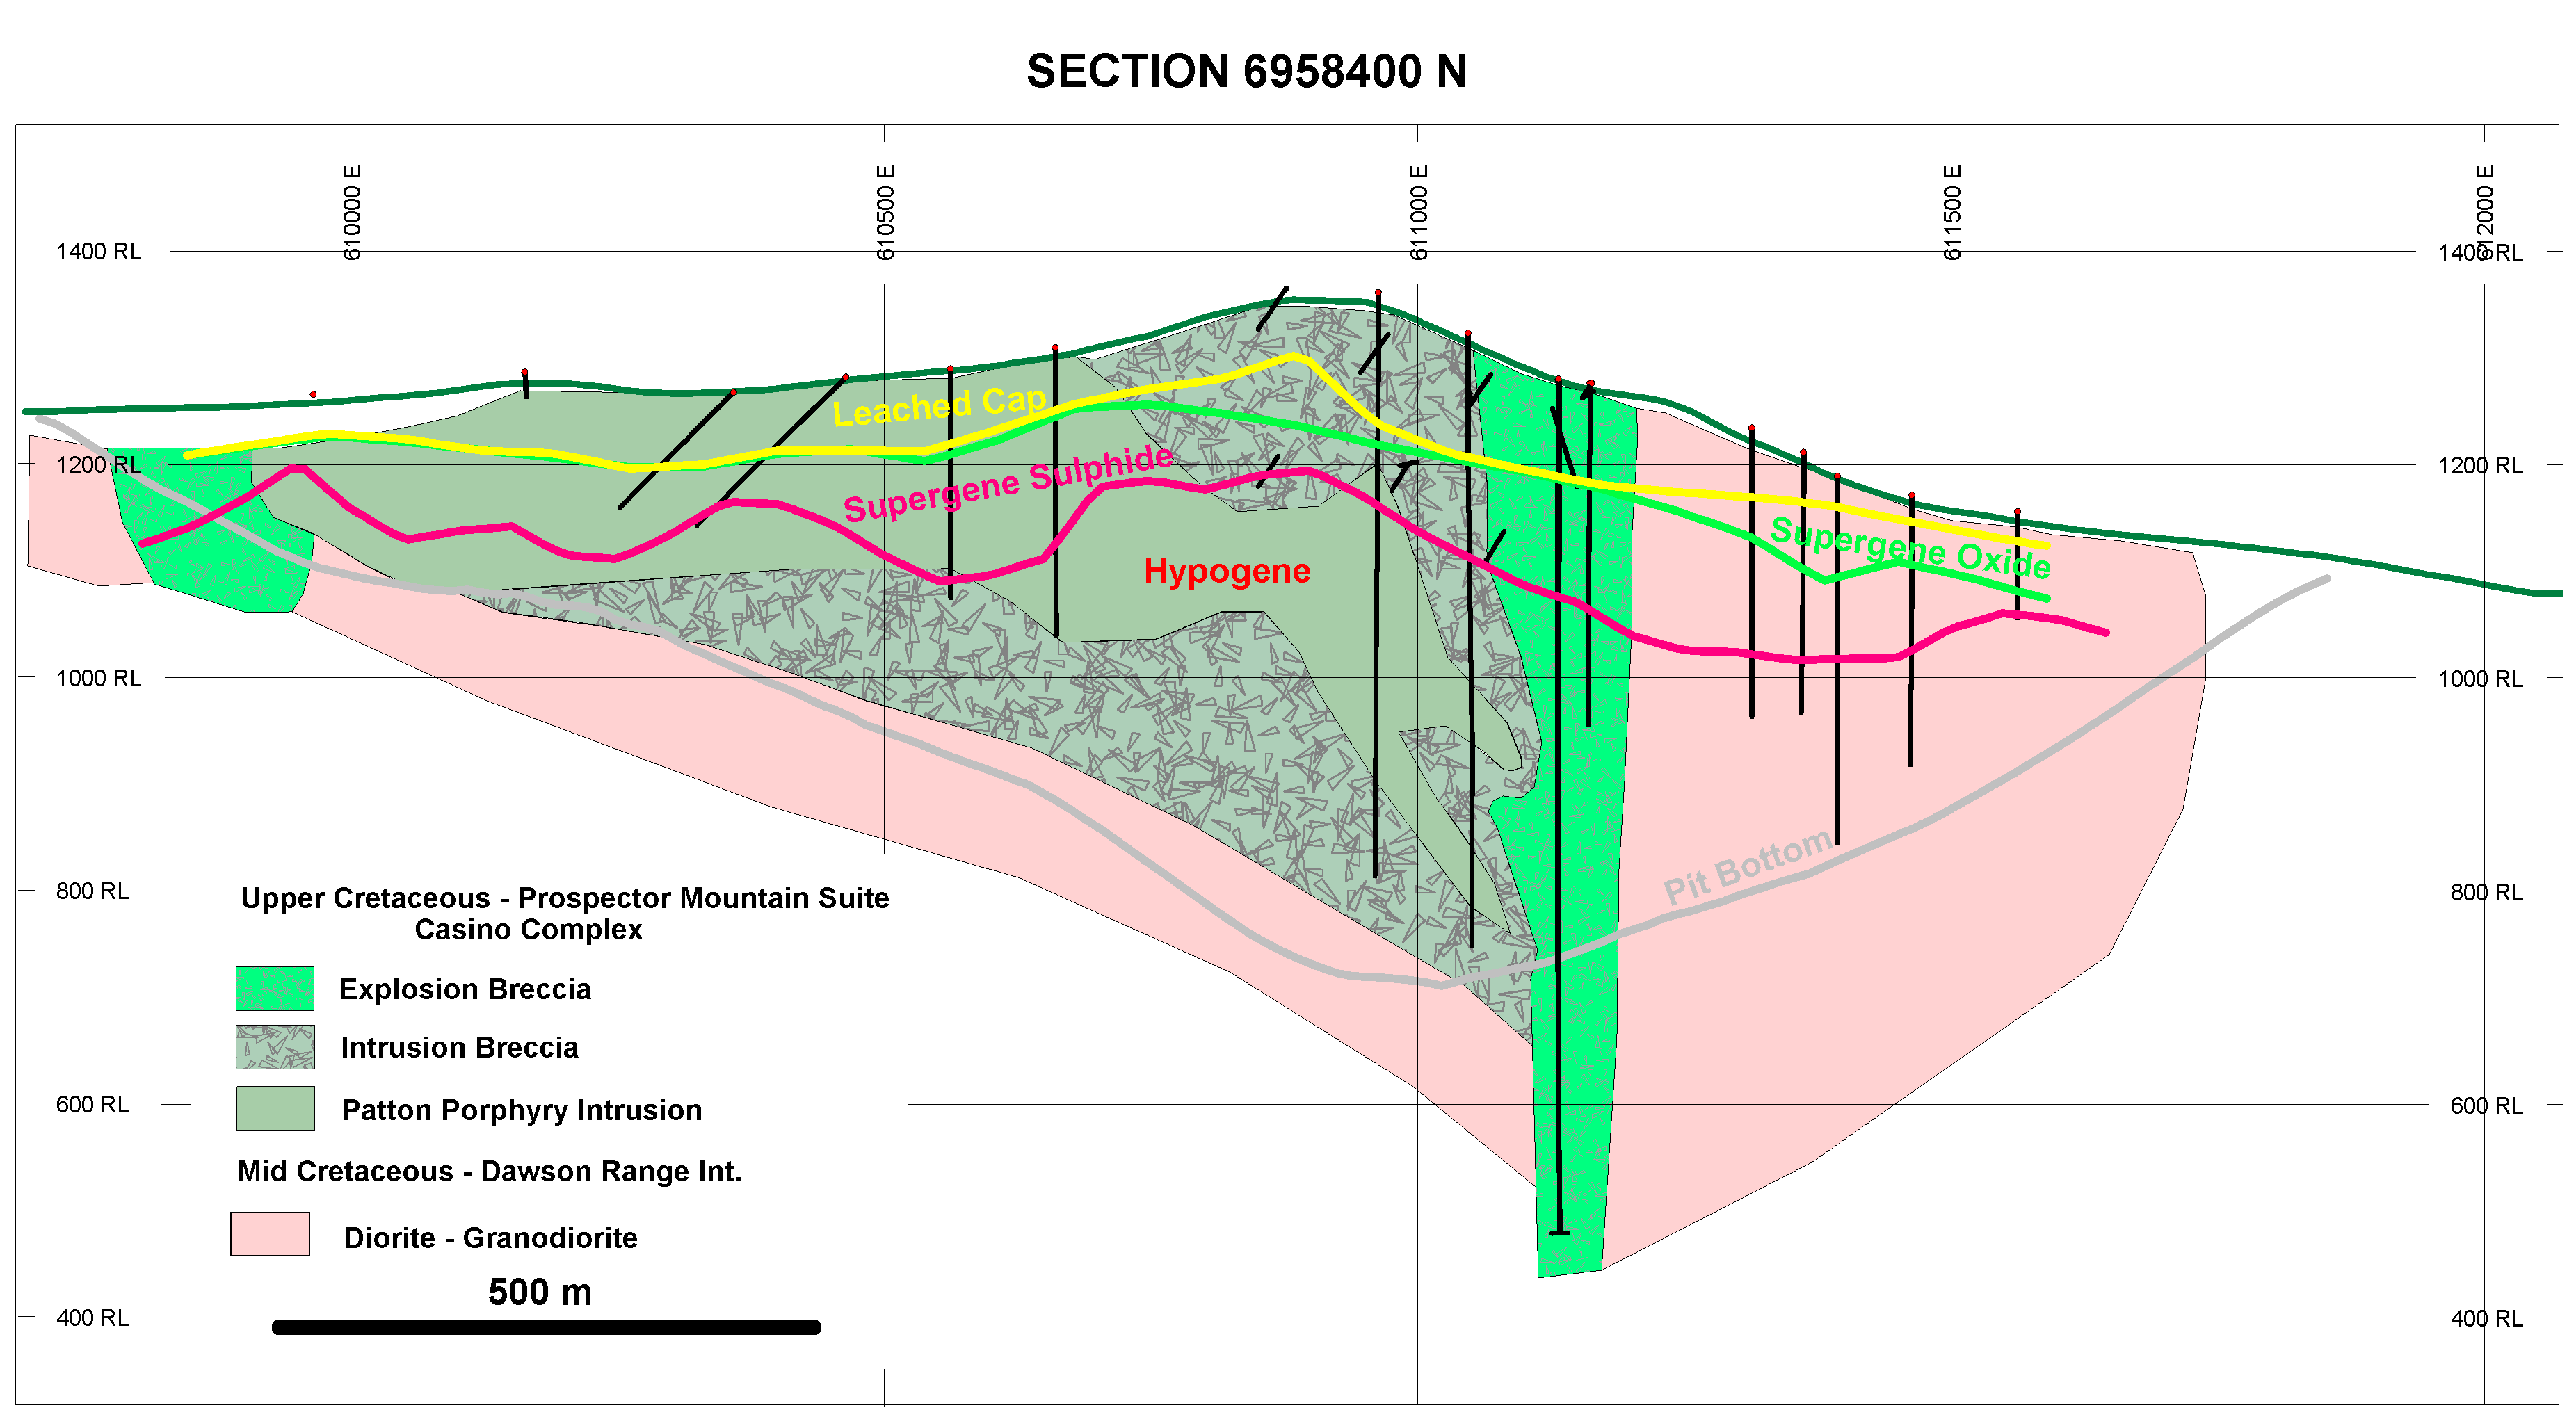 SECTION 6958400 N
610000 E
610500 E
611000 E
611500 E
612000 E
1400 RL
1400 RL
Leached Cap
1200 RL
1200 RL
Supergene Sulphide
Supergene Oxide
Hypogene
1000 RL
1000 RL
Pit Bottom
800 RL
800 RL
Upper Cretaceous - Prospector Mountain Suite
Casino Complex
Explosion Breccia
Intrusion Breccia
600 RL
600 RL
Patton Porphyry Intrusion
Mid Cretaceous - Dawson Range Int.
Diorite - Granodiorite
500 m
400 RL
400 RL